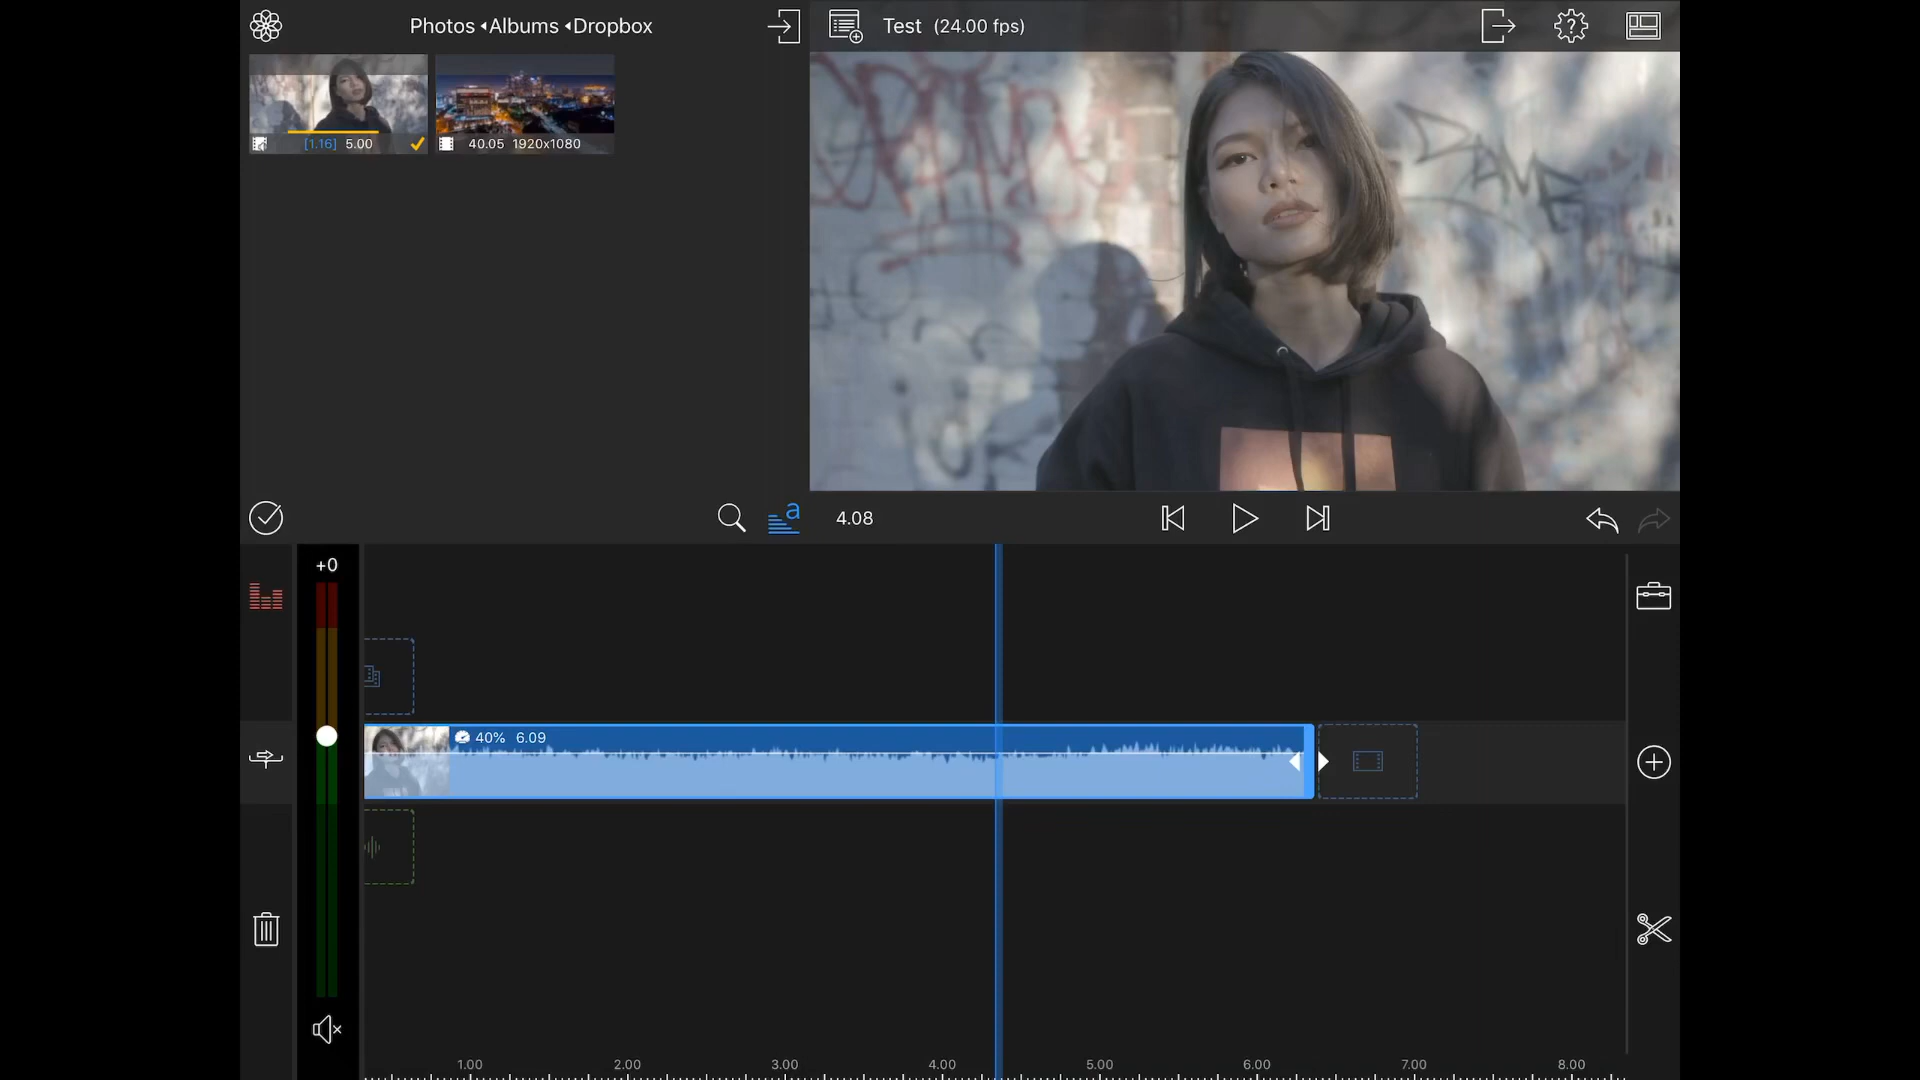 Photos ◂Albums ◂Dropbox
Test (24.00 fps)
[1.16] 5.00
40.05 1920x1080
a
4.08
+0
40% 6.09
1.00 2.00 3.00 4.00 5.00 6.00 7.00 8.00